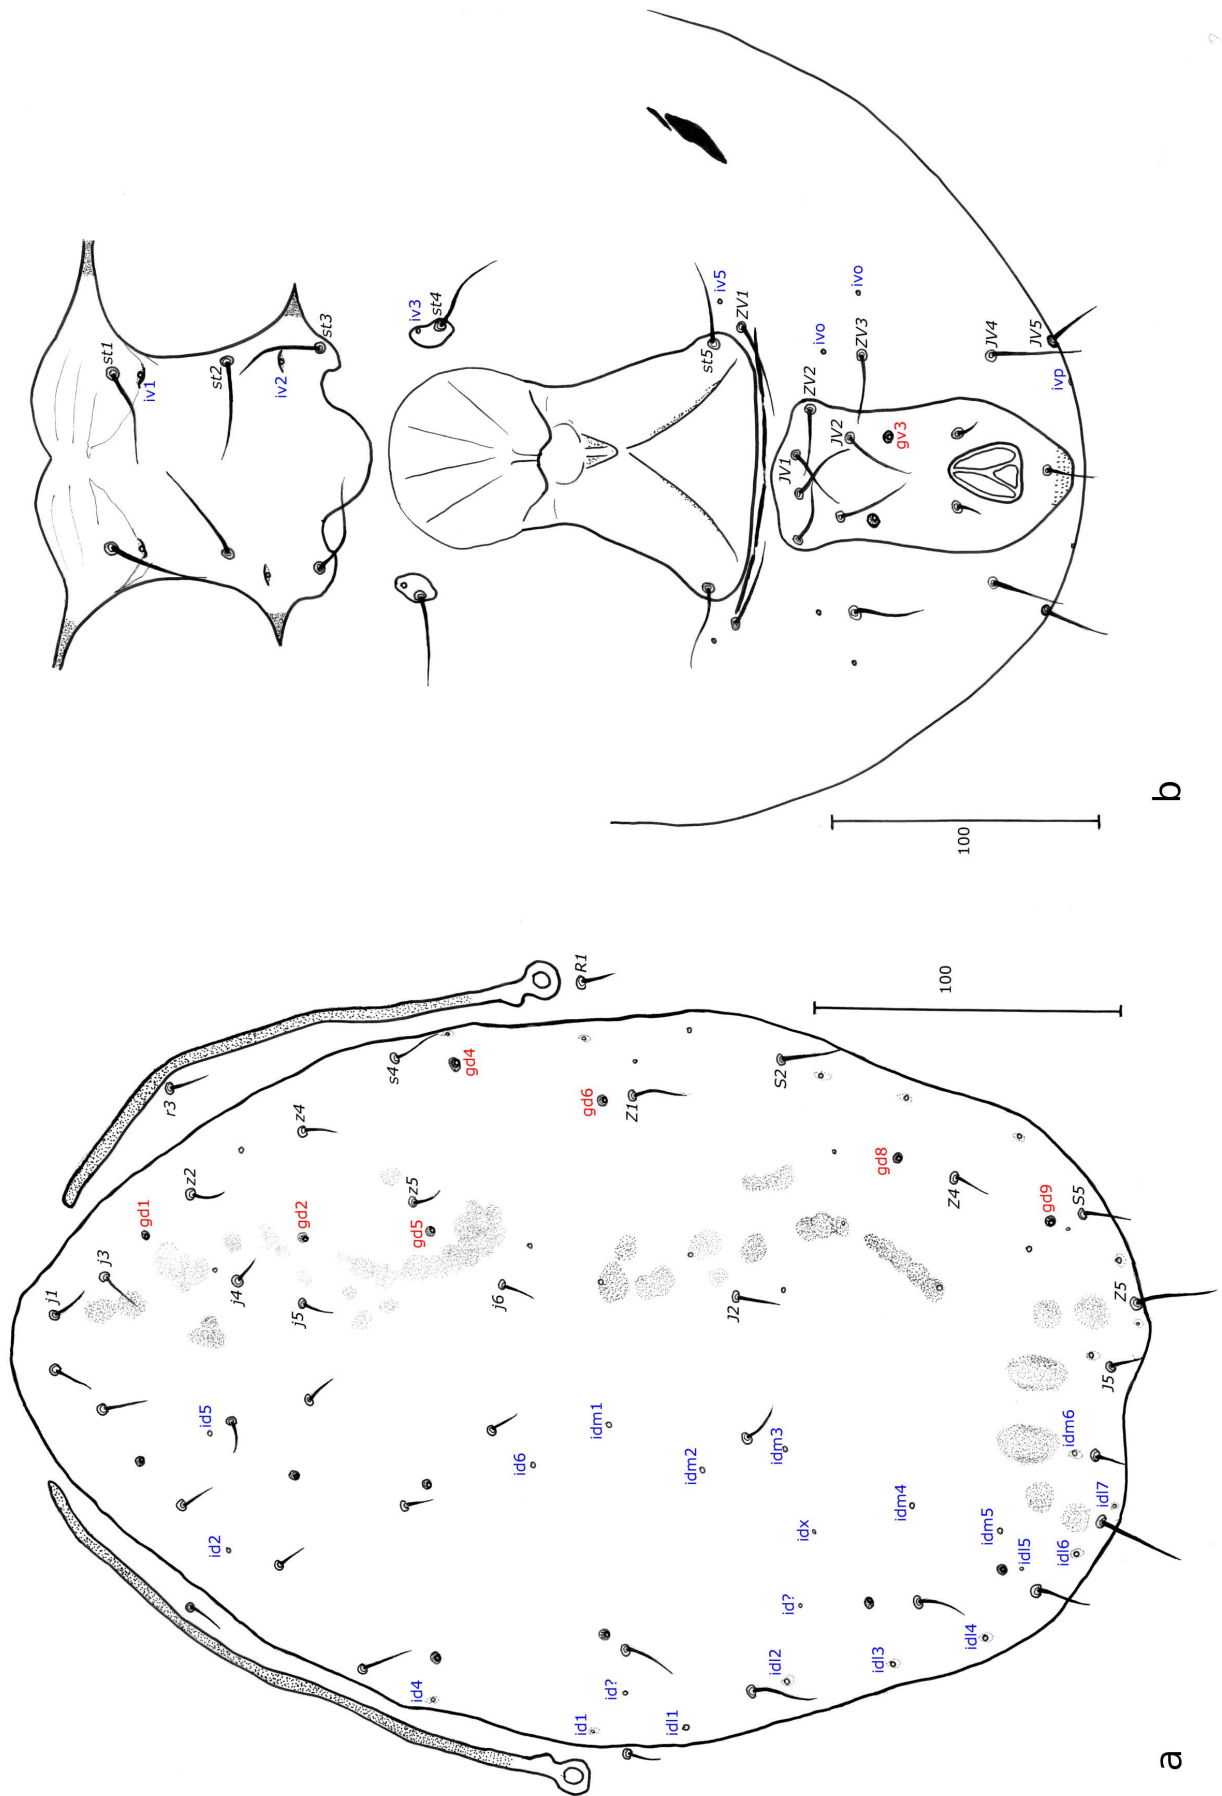 j1
j3
gd1
r3
z2
j4
id5
gd2
z4
j5
id2
s4
z5
gd5
gd4
j6
id6
R1
id4
gd6
idm1
Z1
id1
id?
idm2
idl1
J2
S2
idm3
idx
id?
idl2
gd8
idm4
idl3
Z4
idm5
idl4
gd9
S5
idl5
idm6
idl6
Z5
J5
idl7
100
a
st1
iv1
st2
iv2
st3
iv3
st4
st5
iv5
ZV1
ivo
ivo
ZV2
ZV3
JV1
JV2
gv3
JV4
JV5
ivp
100
b